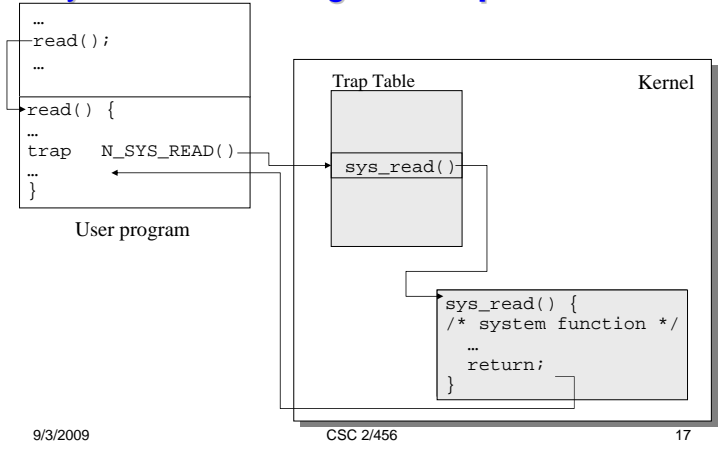 …
read();
…
read() {
…
trap N_SYS_READ()
…
}
User program
Trap Table
Kernel
sys_read()
sys_read() {
/* system function */
…
return;
}
9/3/2009
CSC 2/456
17